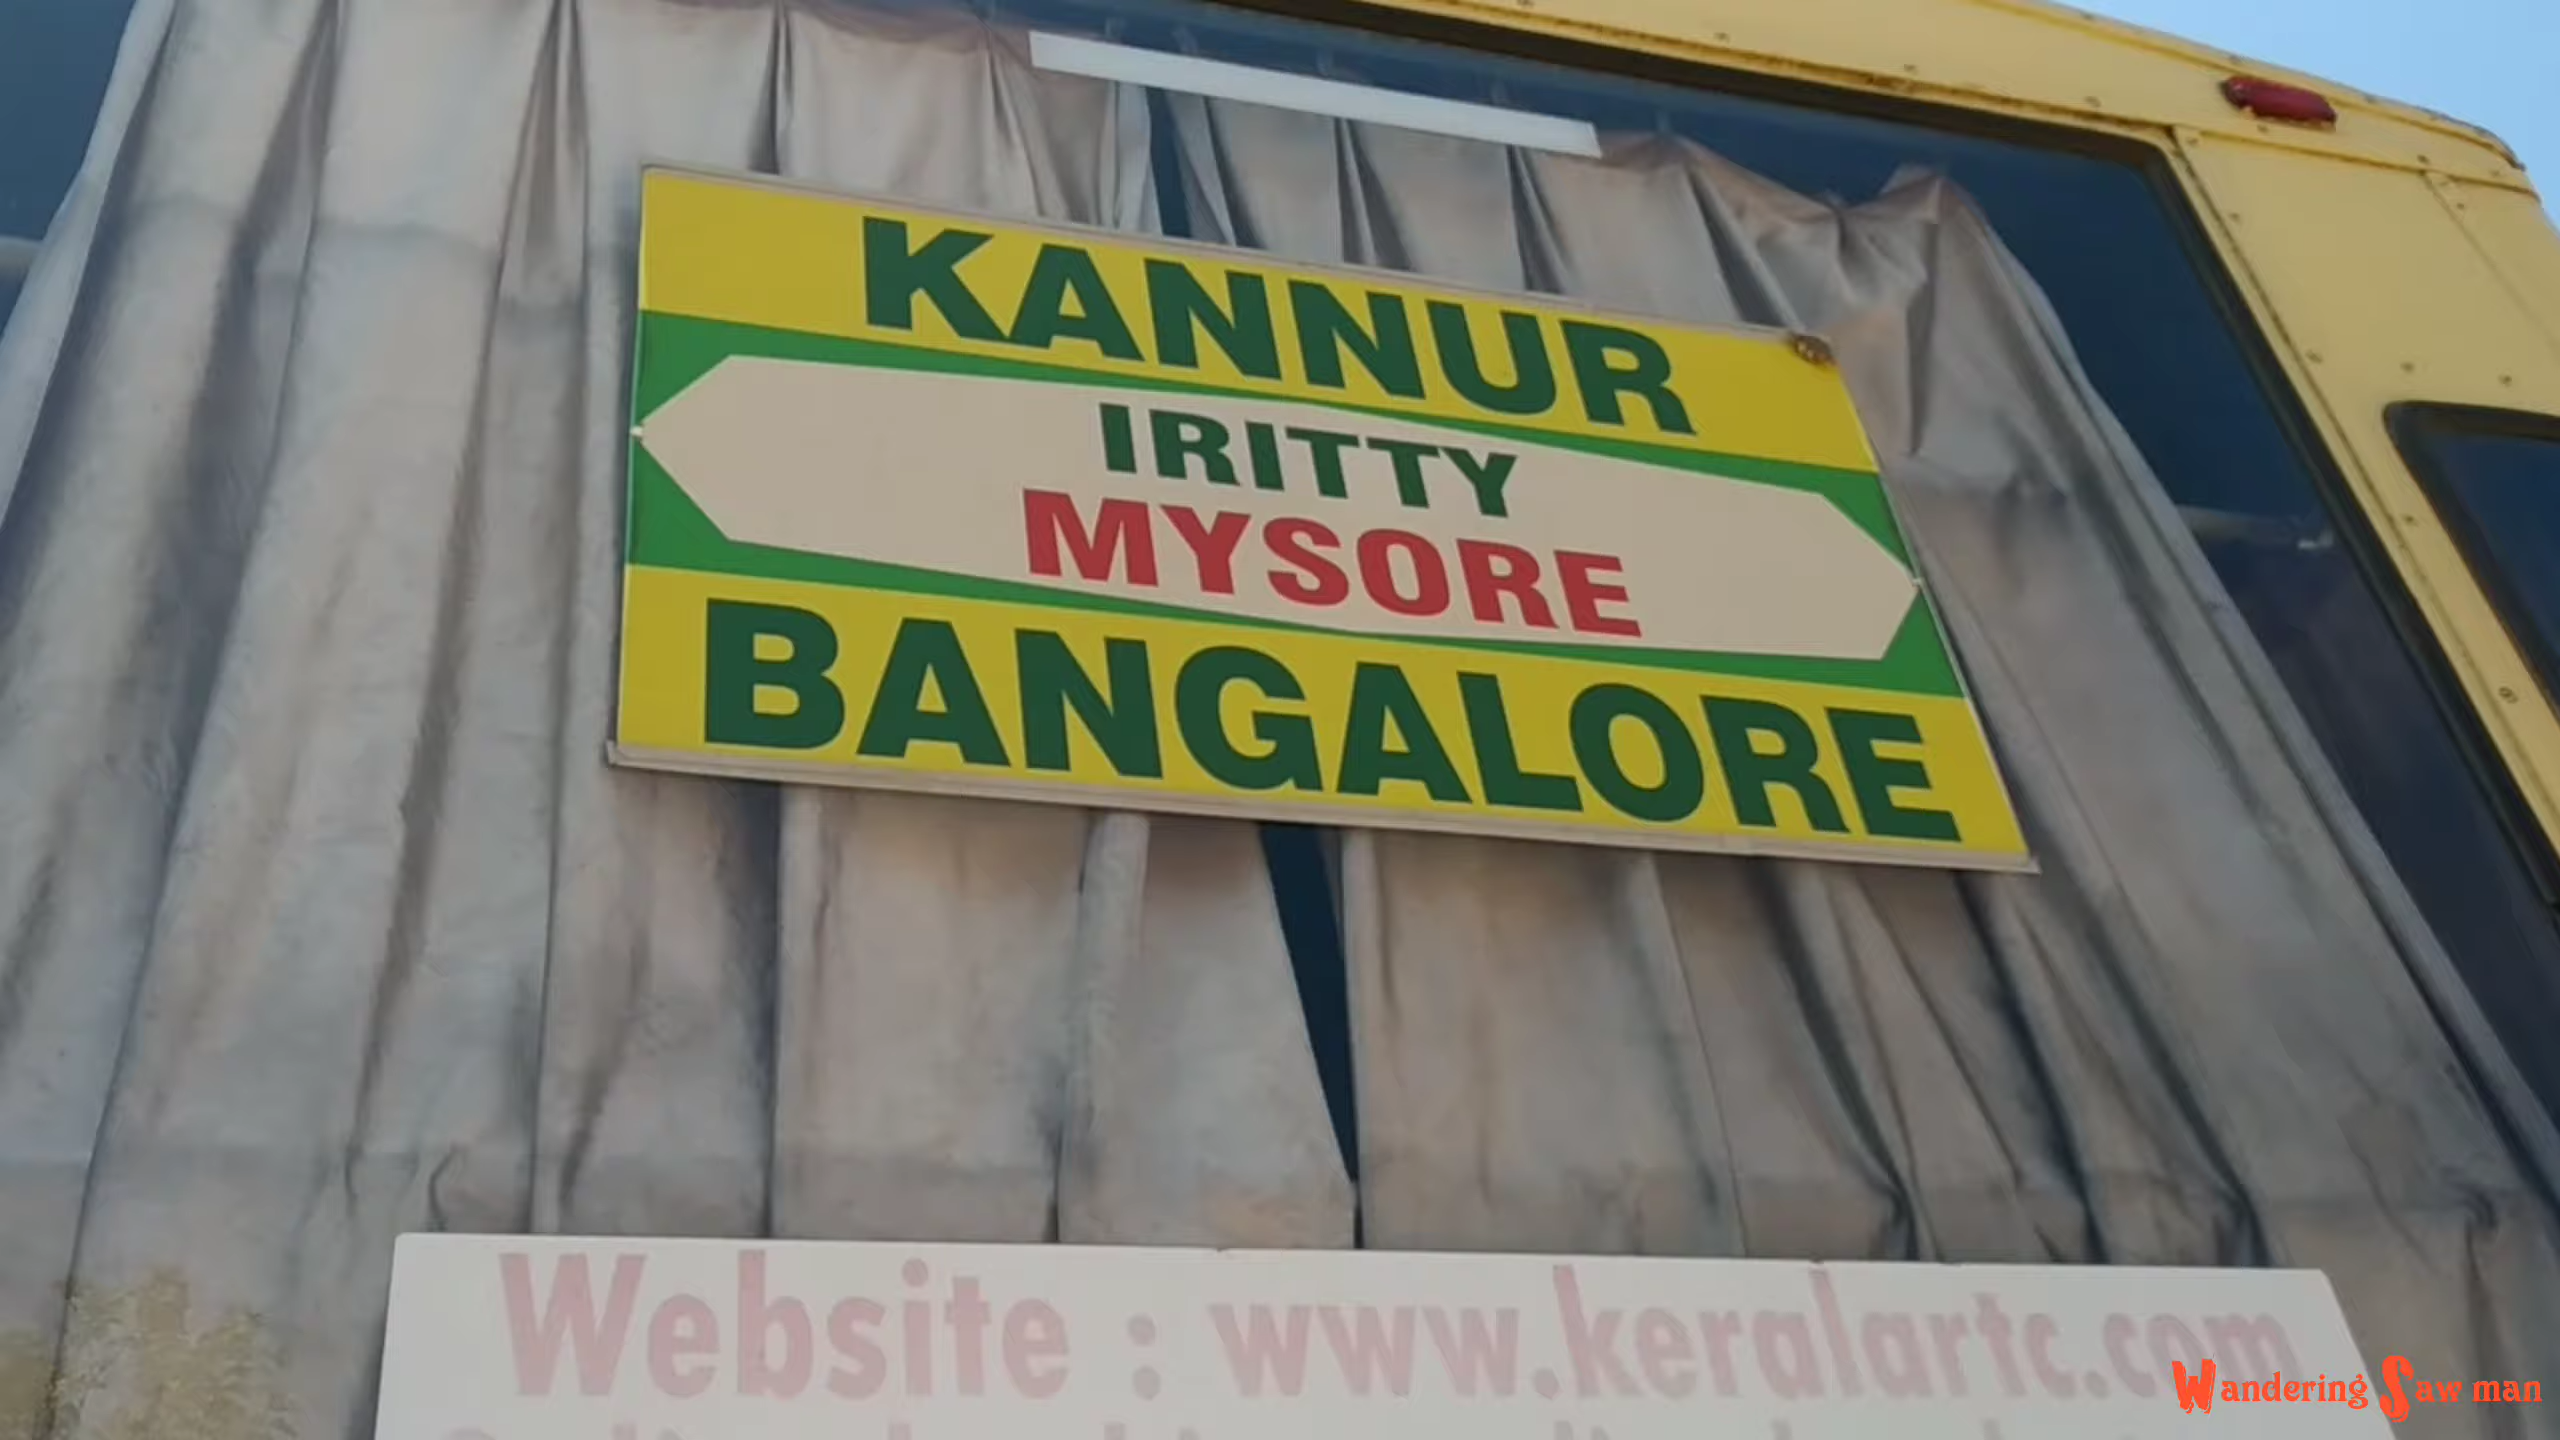 KANNUR
IRITTY
MYSORE
BANGALORE
Website : www.keralartc.com
Wandering Saw man